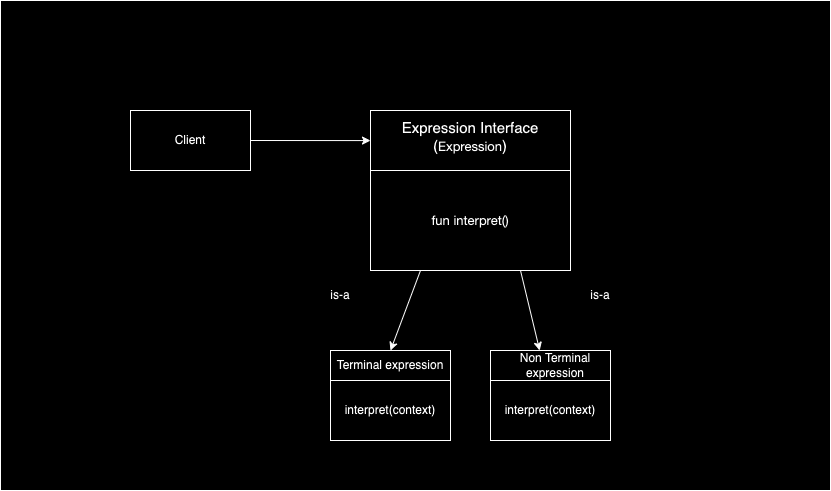 Client
Expression Interface
(Expression)
fun interpret()
is-a
is-a
Terminal expression
interpret(context)
Non Terminal
expression
interpret(context)